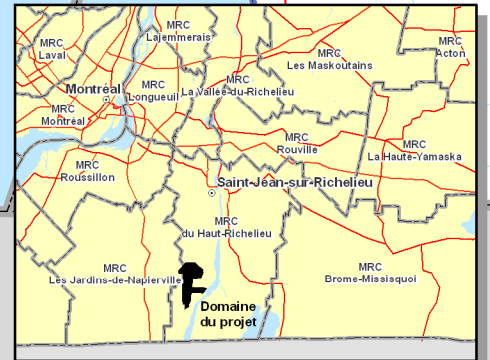 MRC
Lajemmerais
MRC
Laval
MRC
Acton
MRC
Les Maskoutains
MRC
La Vallée-du-Richelieu
Montréal
MRC
Longueuil
MRC
Montréal
MRC
Rouville
MRC
La Haute-Yamaska
MRC
Roussillon
Saint-Jean-sur-Richelieu
MRC
du Haut-Richelieu
MRC
Les Jardins-de-Napierville
MRC
Brome-Missisquoi
Domaine
du projet